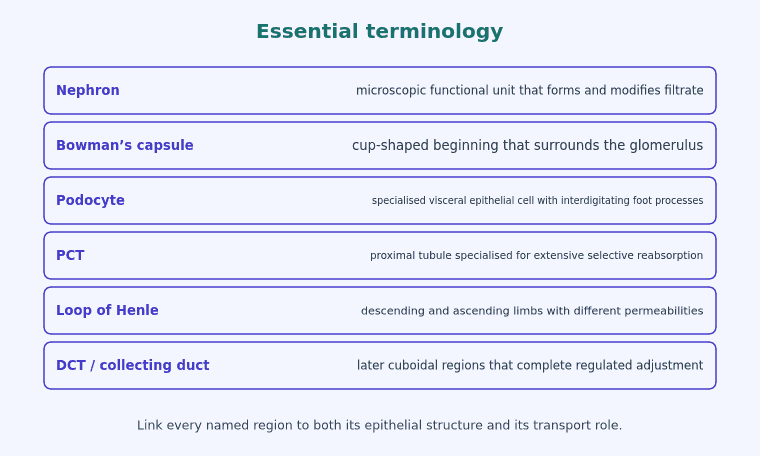 Essential terminology
Nephron microscopic functional unit that forms and modifies filtrate
Bowman’s capsule cup-shaped beginning that surrounds the glomerulus
Podocyte specialised visceral epithelial cell with interdigitating foot processes
PCT proximal tubule specialised for extensive selective reabsorption
Loop of Henle descending and ascending limbs with different permeabilities
DCT / collecting duct later cuboidal regions that complete regulated adjustment
Link every named region to both its epithelial structure and its transport role.